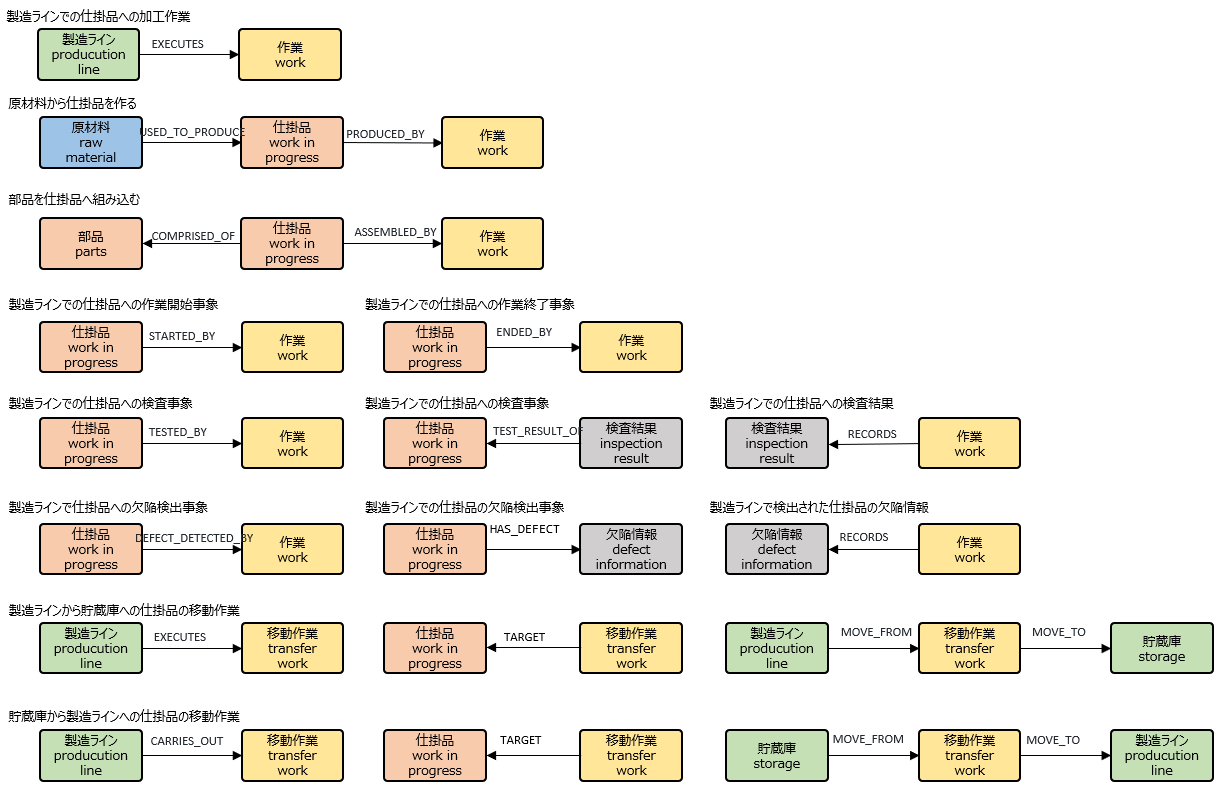 製造ラインでの仕掛品への加工作業
製造ライン
producution
line
EXECUTES
作業
work
原材料から仕掛品を作る
原材料
raw
material
USED_TO_PRODUCE
仕掛品
work in
progress
PRODUCED_BY
作業
work
部品を仕掛品へ組み込む
部品
parts
COMPRISED_OF
仕掛品
work in
progress
ASSEMBLED_BY
作業
work
製造ラインでの仕掛品への作業開始事象
仕掛品
work in
progress
STARTED_BY
作業
work
製造ラインでの仕掛品への作業終了事象
仕掛品
work in
progress
ENDED_BY
作業
work
製造ラインでの仕掛品への検査事象
仕掛品
work in
progress
TESTED_BY
作業
work
製造ラインでの仕掛品への検査事象
仕掛品
work in
progress
TEST_RESULT_OF
検査結果
inspection
result
製造ラインでの仕掛品への検査結果
検査結果
inspection
result
RECORDS
作業
work
製造ラインで仕掛品への欠陥検出事象
仕掛品
work in
progress
DEFECT_DETECTED_BY
作業
work
製造ラインでの仕掛品の欠陥検出事象
仕掛品
work in
progress
HAS_DEFECT
欠陥情報
defect
information
製造ラインで検出された仕掛品の欠陥情報
欠陥情報
defect
information
RECORDS
作業
work
製造ラインから貯蔵庫への仕掛品の移動作業
製造ライン
producution
line
EXECUTES
移動作業
transfer
work
仕掛品
work in
progress
TARGET
移動作業
transfer
work
製造ライン
producution
line
MOVE_FROM
移動作業
transfer
work
MOVE_TO
貯蔵庫
storage
貯蔵庫から製造ラインへの仕掛品の移動作業
製造ライン
producution
line
CARRIES_OUT
移動作業
transfer
work
仕掛品
work in
progress
TARGET
移動作業
transfer
work
貯蔵庫
storage
MOVE_FROM
移動作業
transfer
work
MOVE_TO
製造ライン
producution
line